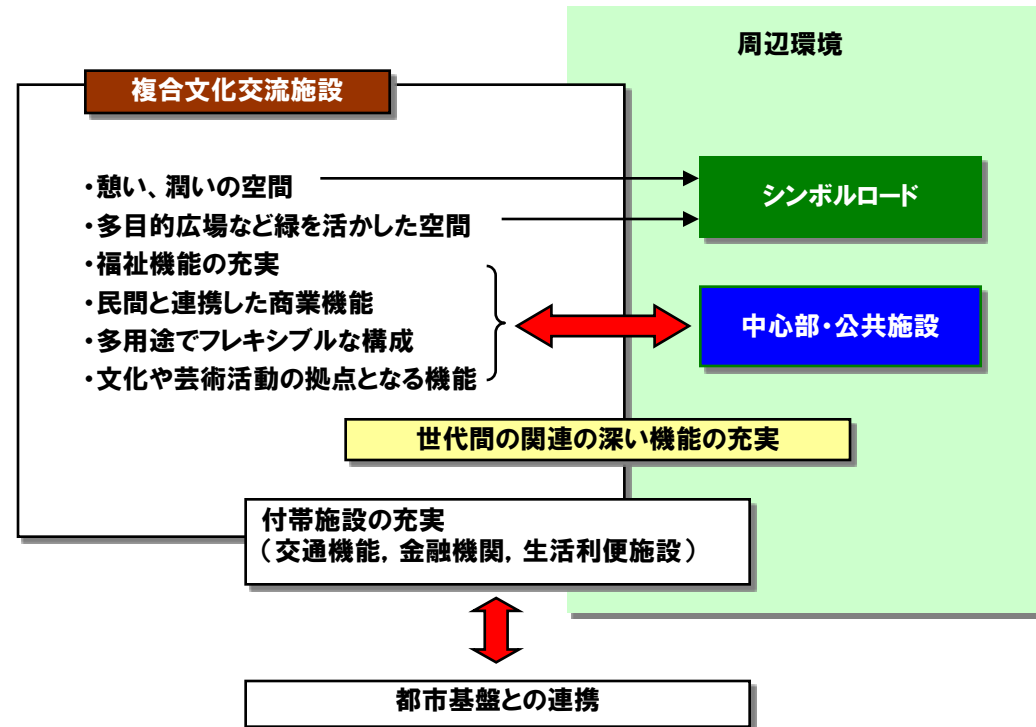 周辺環境
複合文化交流施設
・憩い、潤いの空間
・多目的広場など緑を活かした空間
・福祉機能の充実
・民間と連携した商業機能
・多用途でフレキシブルな構成
・文化や芸術活動の拠点となる機能
シンボルロード
中心部・公共施設
世代間の関連の深い機能の充実
付帯施設の充実
（交通機能，金融機関，生活利便施設）
都市基盤との連携